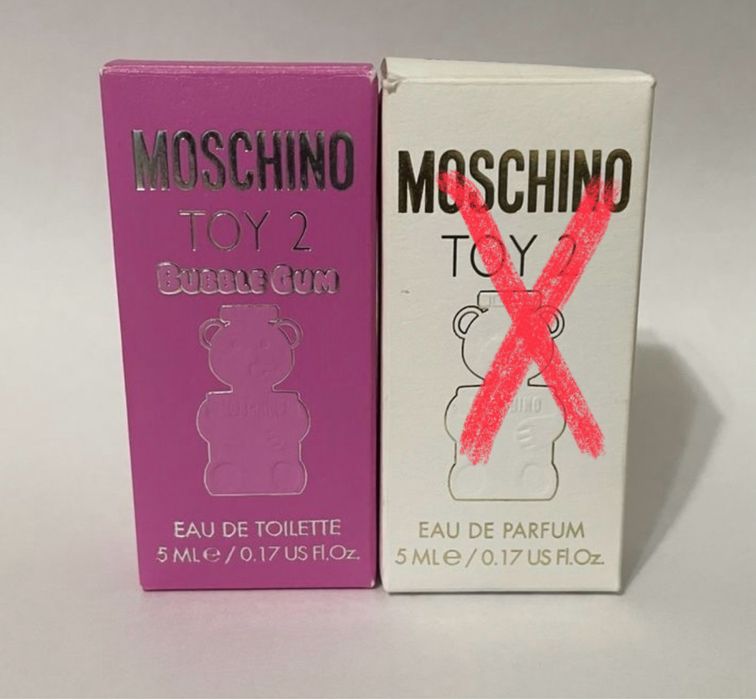 MOSCHINO
TOY 2
BUBBLE GUM
EAU DE TOILETTE
5 ML e / 0.17 US Fl.Oz.
MOSCHINO
TOY 2
EAU DE PARFUM
5 ML e / 0.17 US Fl.Oz.